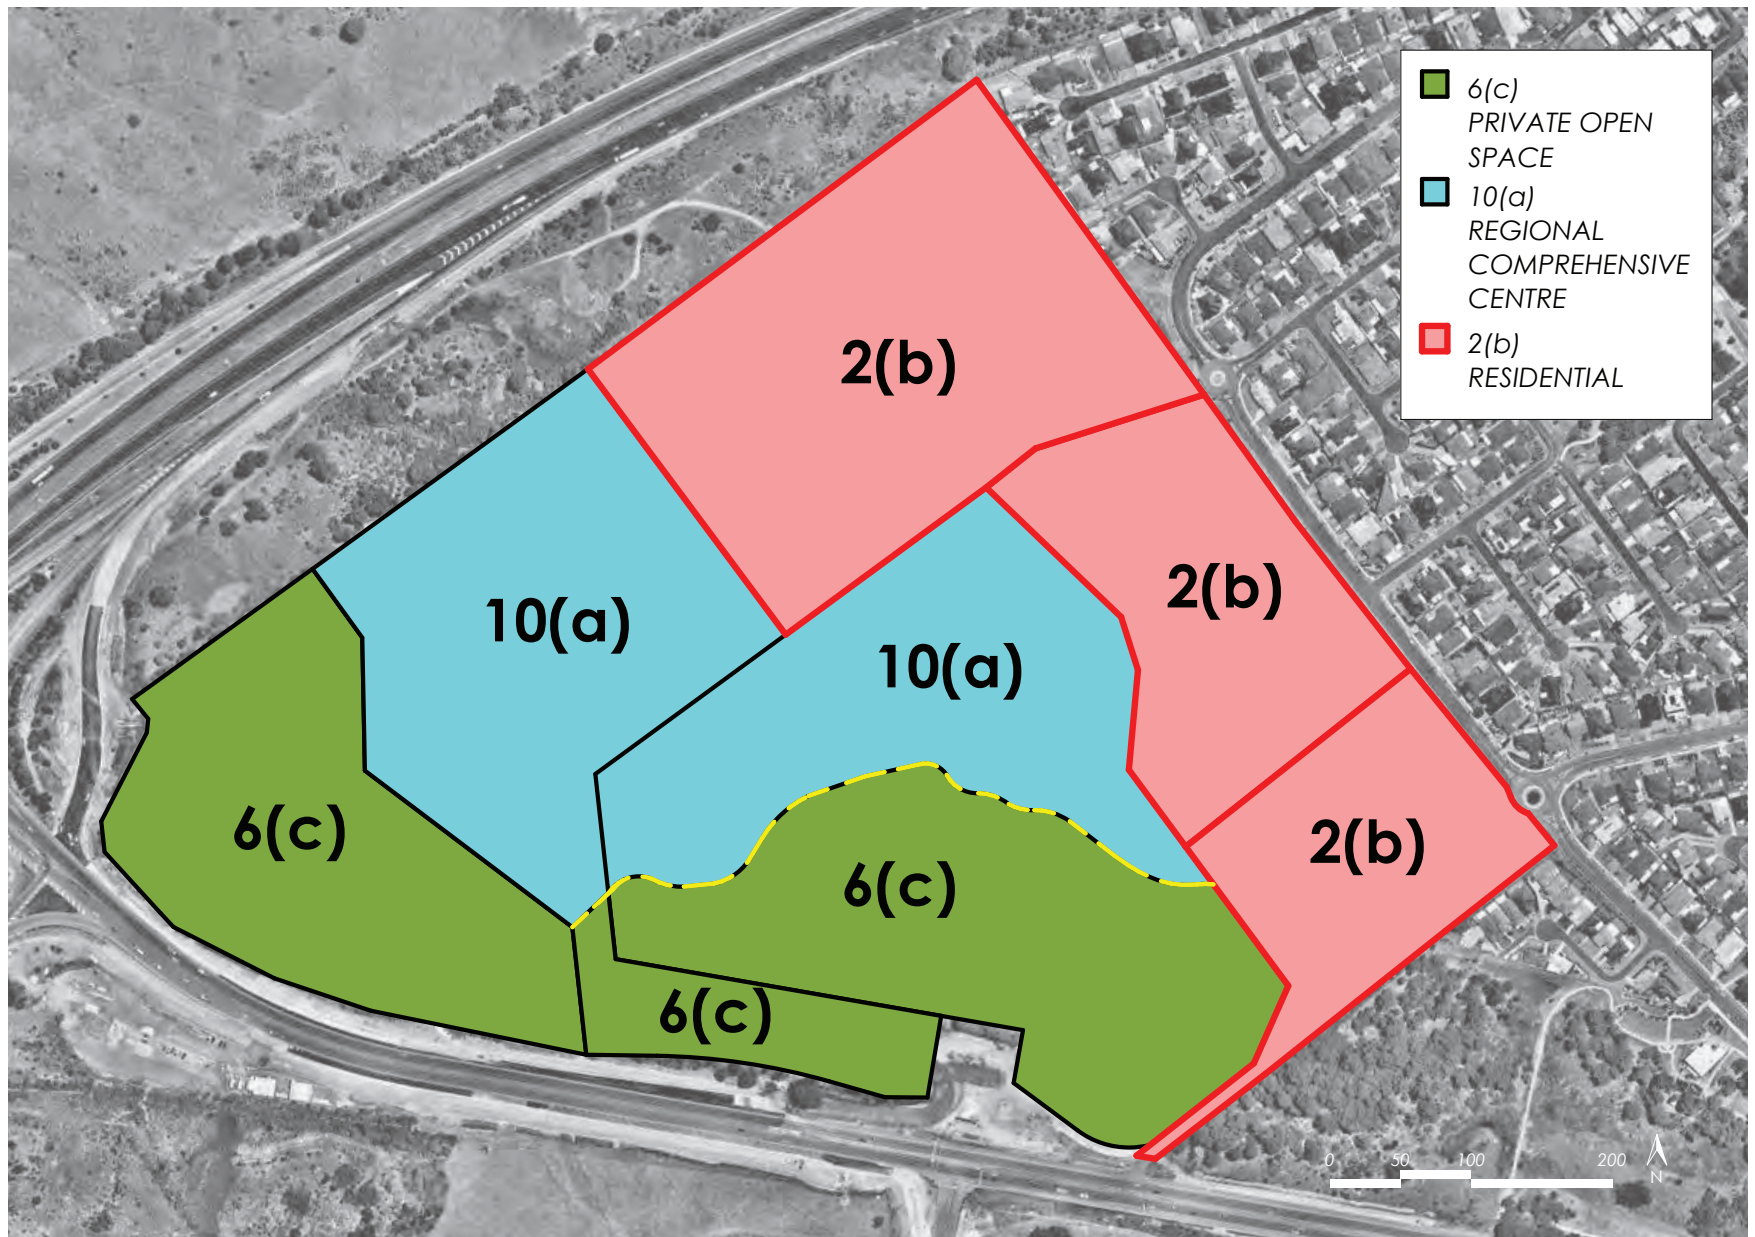 6(c)
PRIVATE OPEN
SPACE
10(a)
REGIONAL
COMPREHENSIVE
CENTRE
2(b)
RESIDENTIAL
2(b)
2(b)
10(a)
10(a)
2(b)
6(c)
6(c)
6(c)
0 50 100 200
N